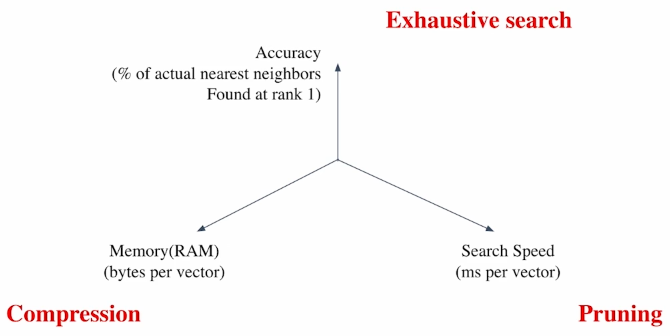 Exhaustive search
Accuracy
(% of actual nearest neighbors
Found at rank 1)
Memory(RAM)
(bytes per vector)
Search Speed
(ms per vector)
Compression
Pruning